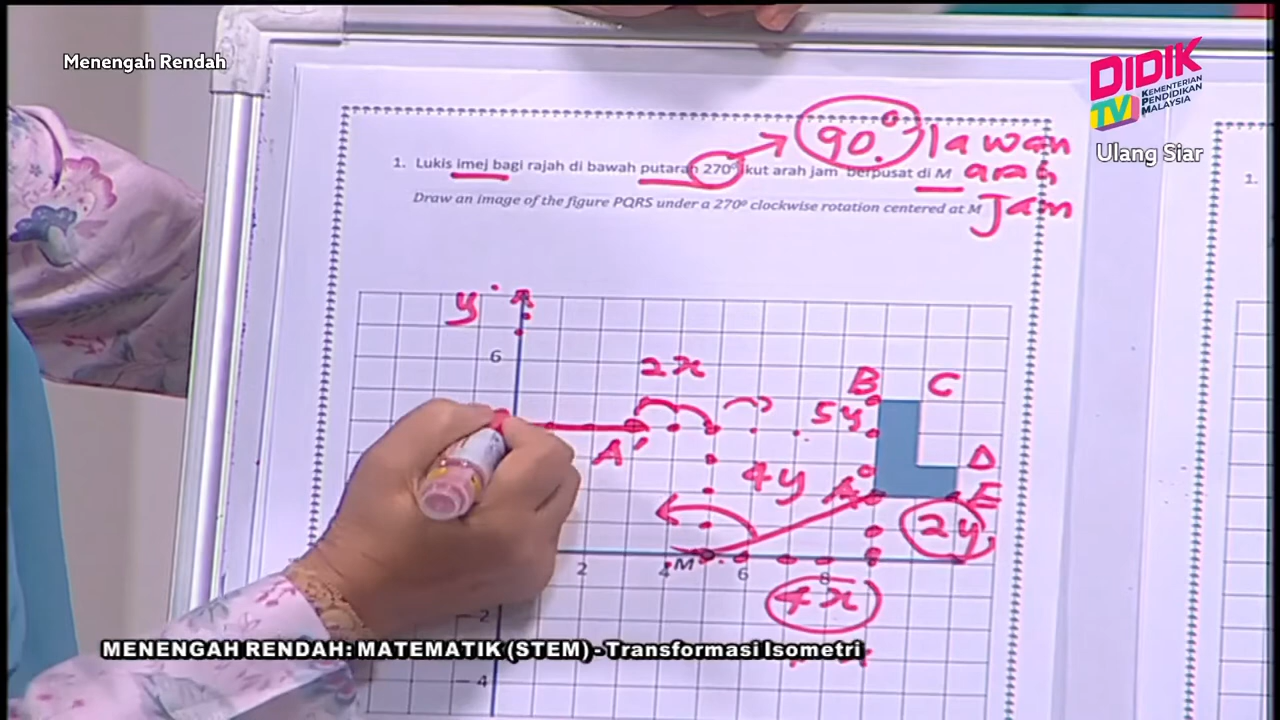 Menengah Rendah
DIDIK
TV
KEMENTERIAN
PENDIDIKAN
MALAYSIA
Ulang Siar
90° lawan
arah
Jam
1. Lukis imej bagi rajah di bawah putaran 270° ikut arah jam berpusat di M
Draw an image of the figure PQRS under a 270° clockwise rotation centered at M
1.
y
6
2x
B C
5y
A'
4y A
D
E
2y
M
2 4 6 8
4x
-2
MENENGAH RENDAH: MATEMATIK (STEM) - Transformasi Isometri
-4